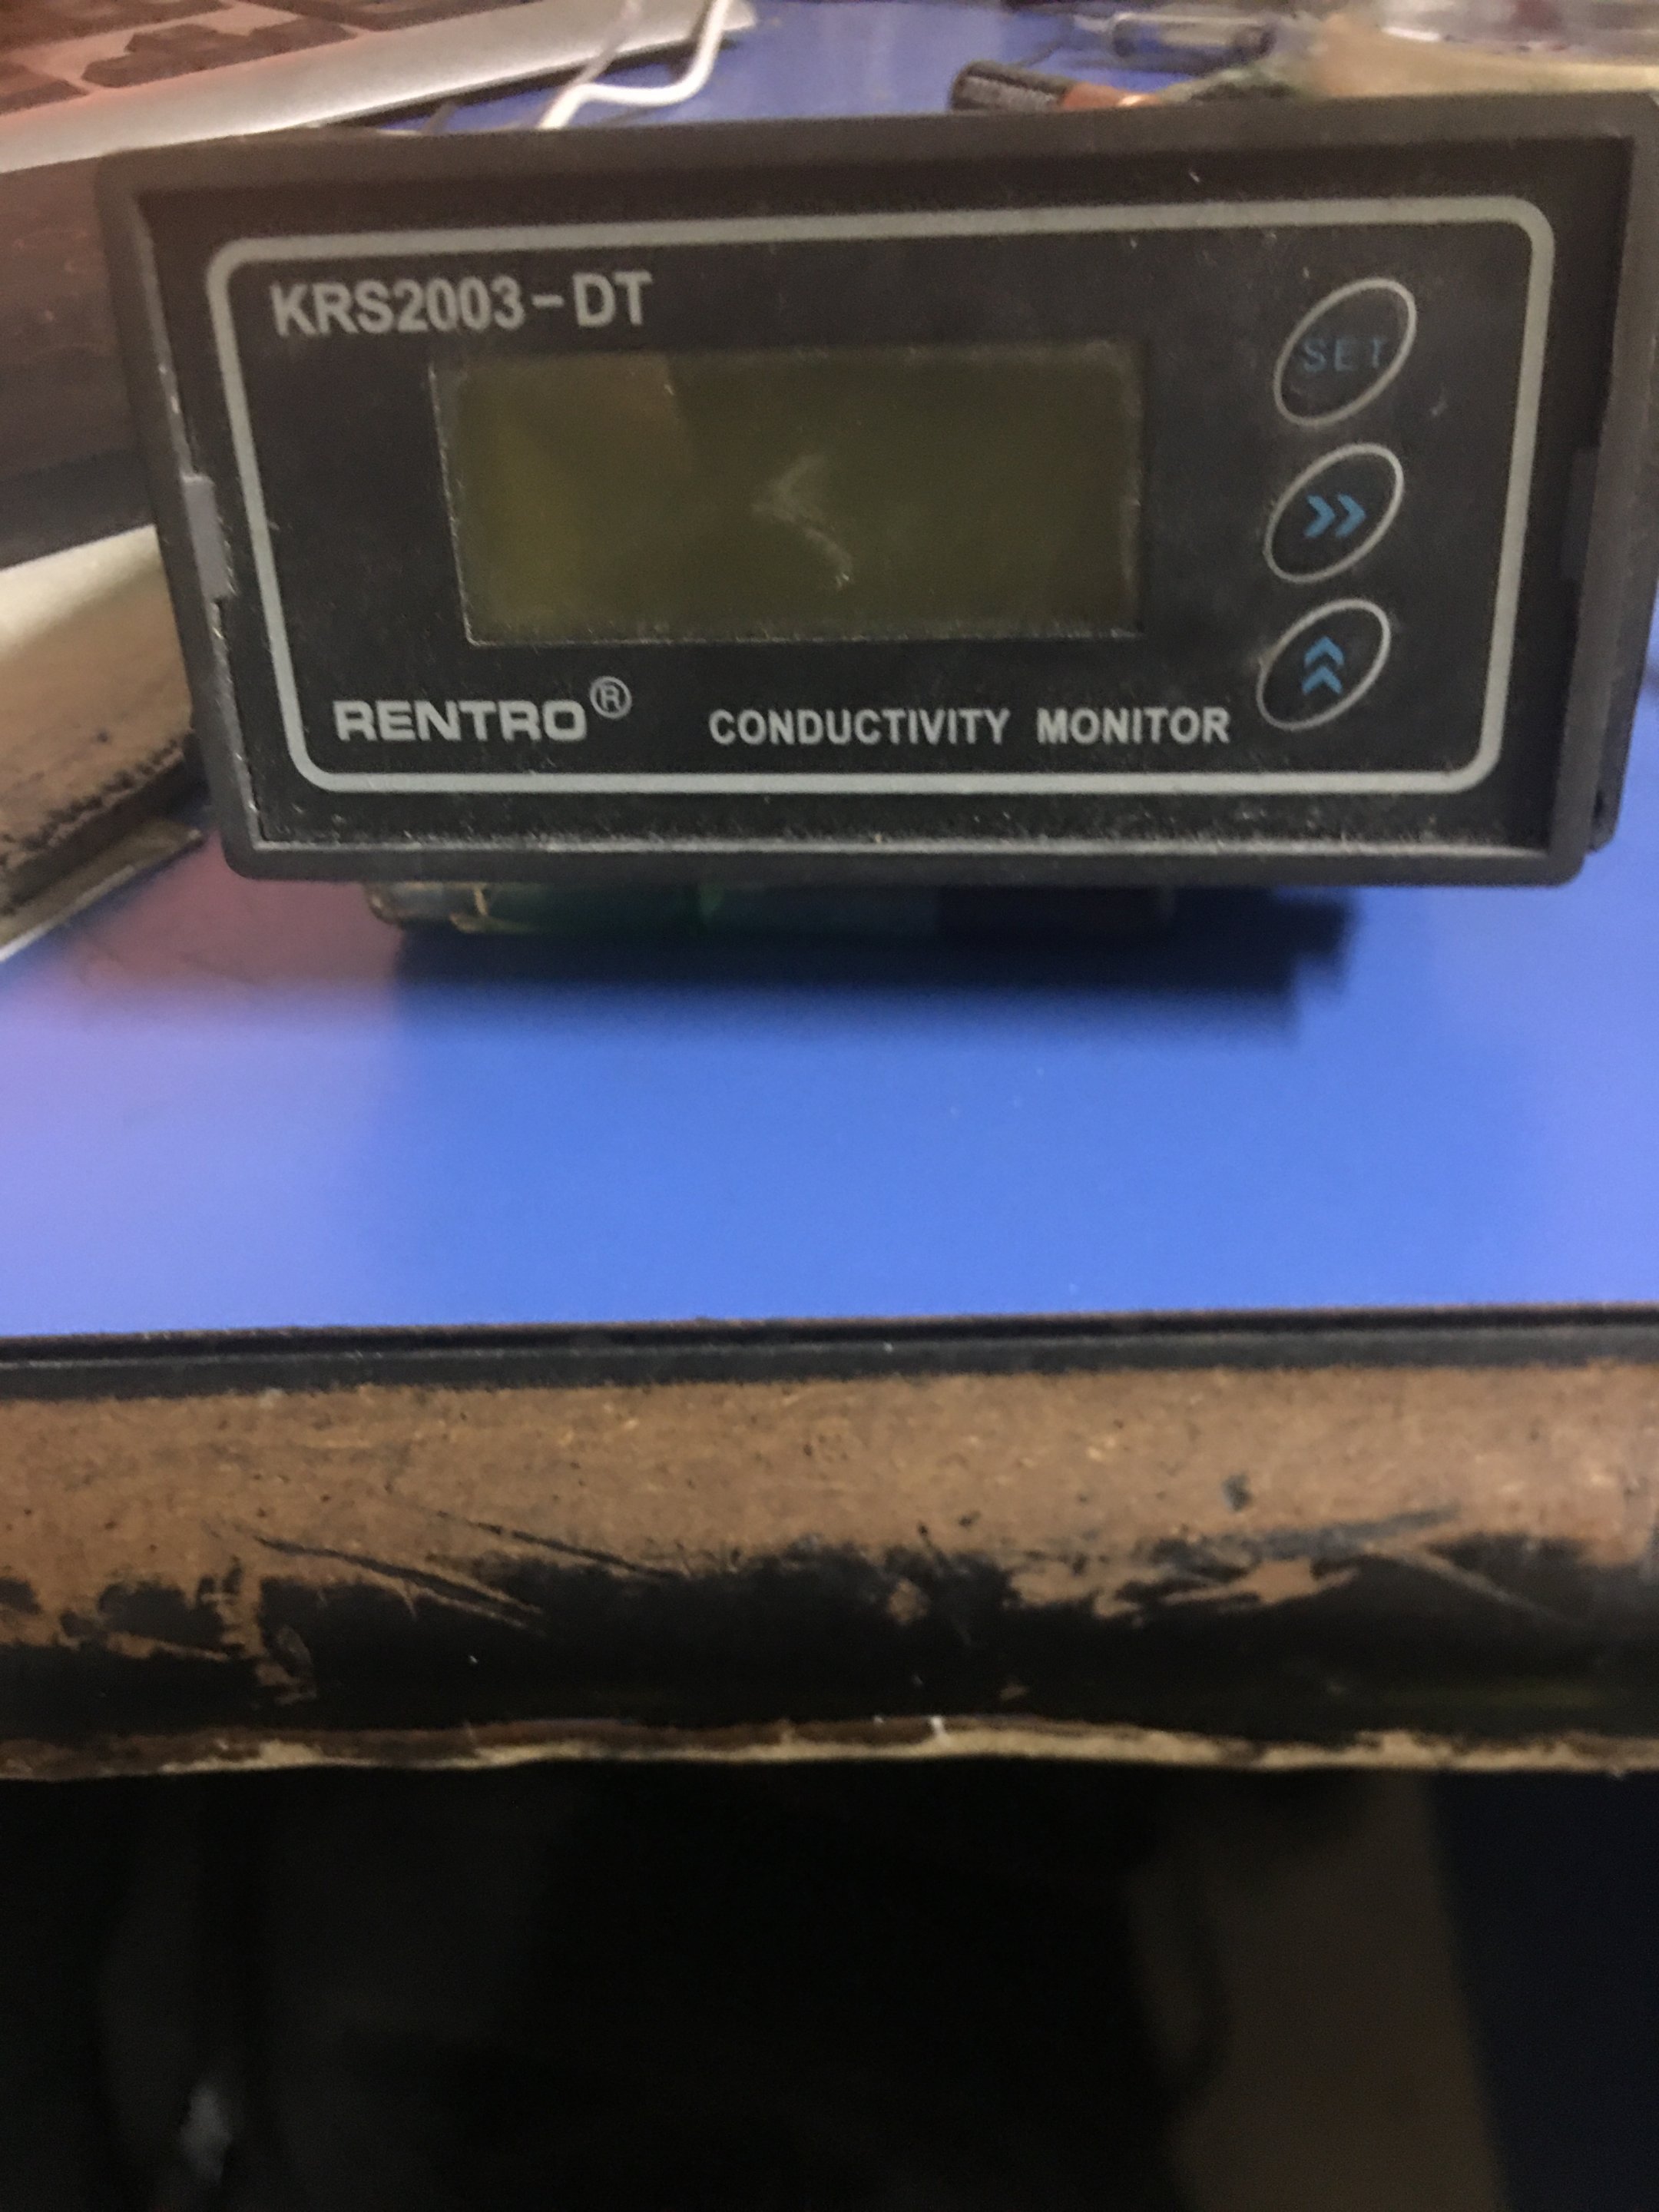 KRS2003-DT
SET
RENTRO®
CONDUCTIVITY MONITOR